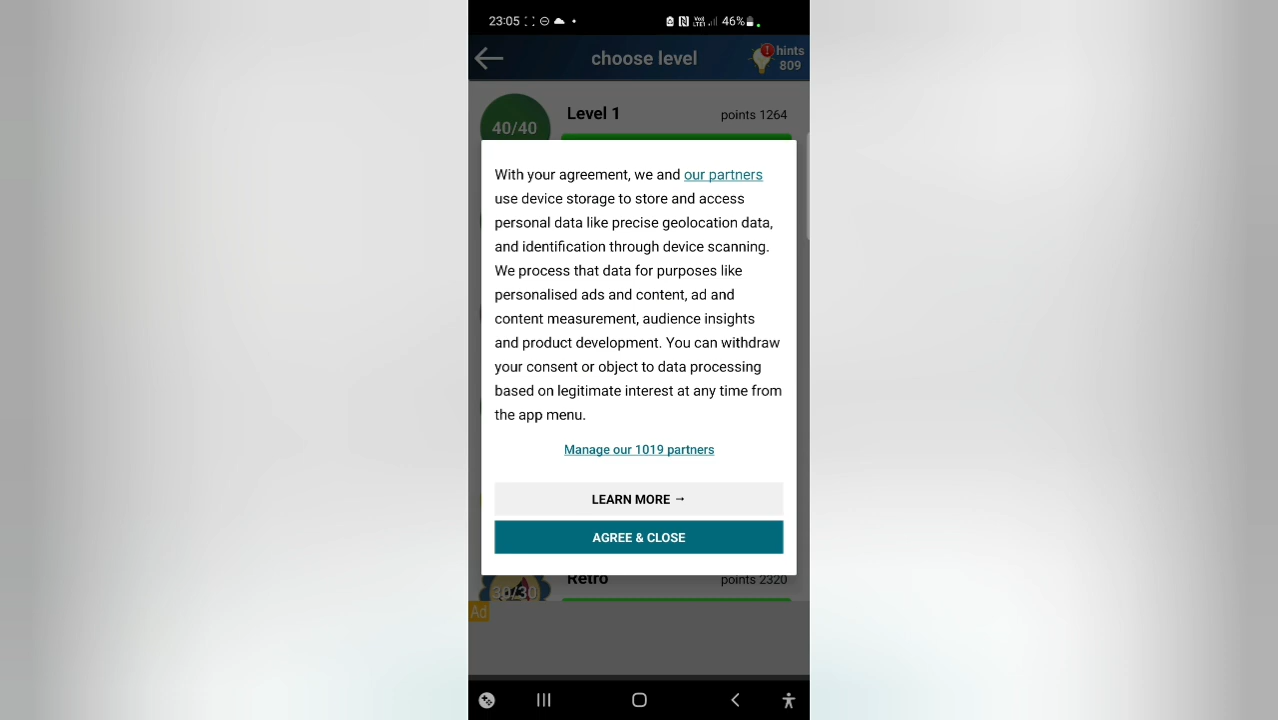 23:05 46%
choose level
hints
809
Level 1 points 1264
40/40
With your agreement, we and our partners
use device storage to store and access
personal data like precise geolocation data,
and identification through device scanning.
We process that data for purposes like
personalised ads and content, ad and
content measurement, audience insights
and product development. You can withdraw
your consent or object to data processing
based on legitimate interest at any time from
the app menu.
Manage our 1019 partners
LEARN MORE →
AGREE & CLOSE
Retro points 2320
30/30
Ad